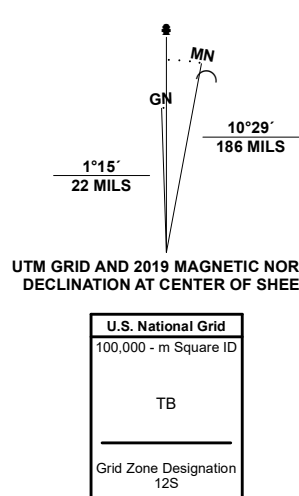 MN
GN
10°29´
186 MILS
1°15´
22 MILS
UTM GRID AND 2019 MAGNETIC NOR
DECLINATION AT CENTER OF SHEE
U.S. National Grid
100,000 - m Square ID
TB
Grid Zone Designation
12S